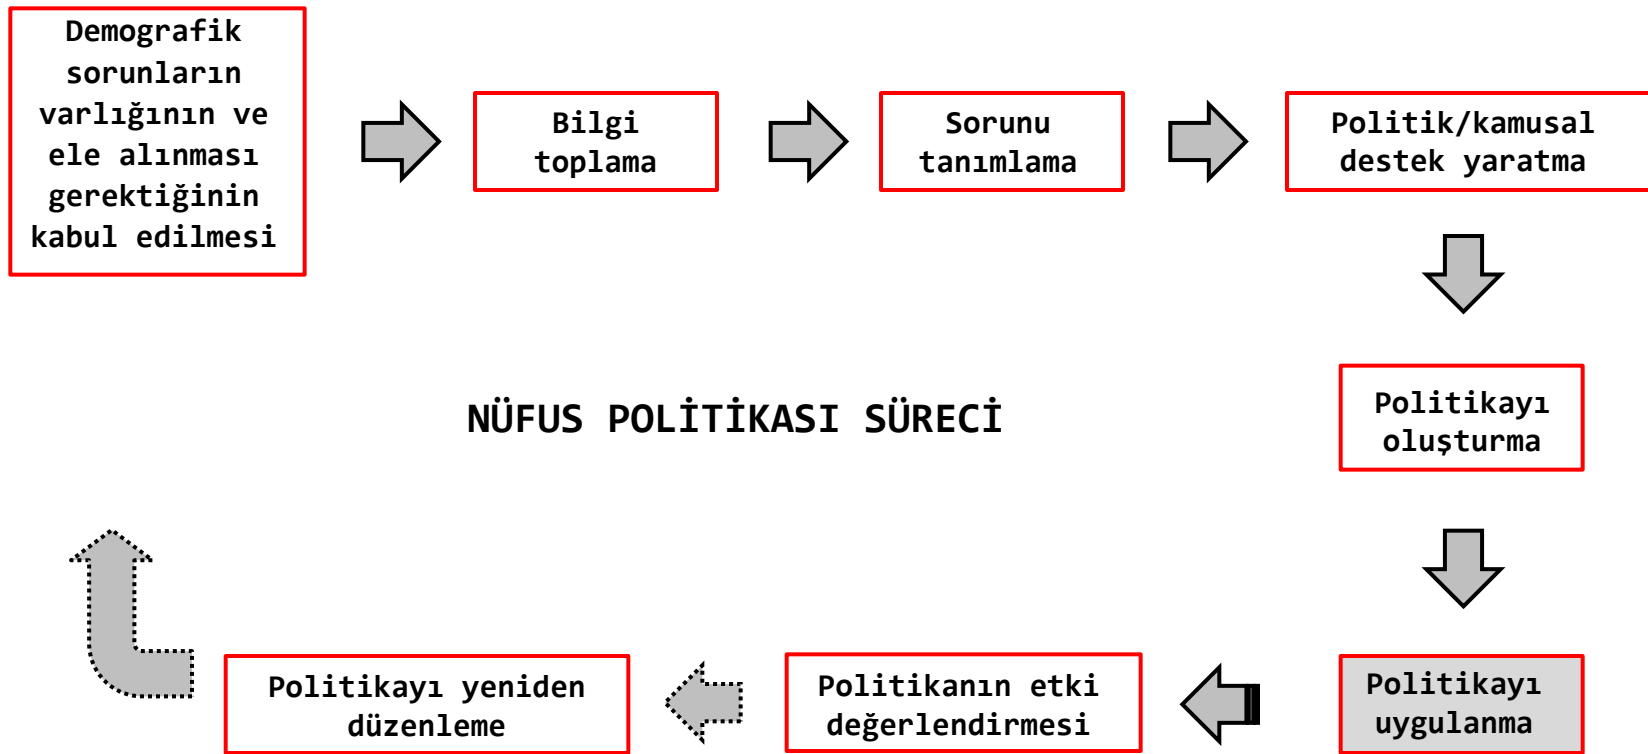 Demografik
sorunların
varlığının ve
ele alınması
gerektiğinin
kabul edilmesi
Bilgi
toplama
Sorunu
tanımlama
Politik/kamusal
destek yaratma
NÜFUS POLİTİKASI SÜRECİ
Politikayı
oluşturma
Politikayı
uygulanma
Politikanın etki
değerlendirmesi
Politikayı yeniden
düzenleme